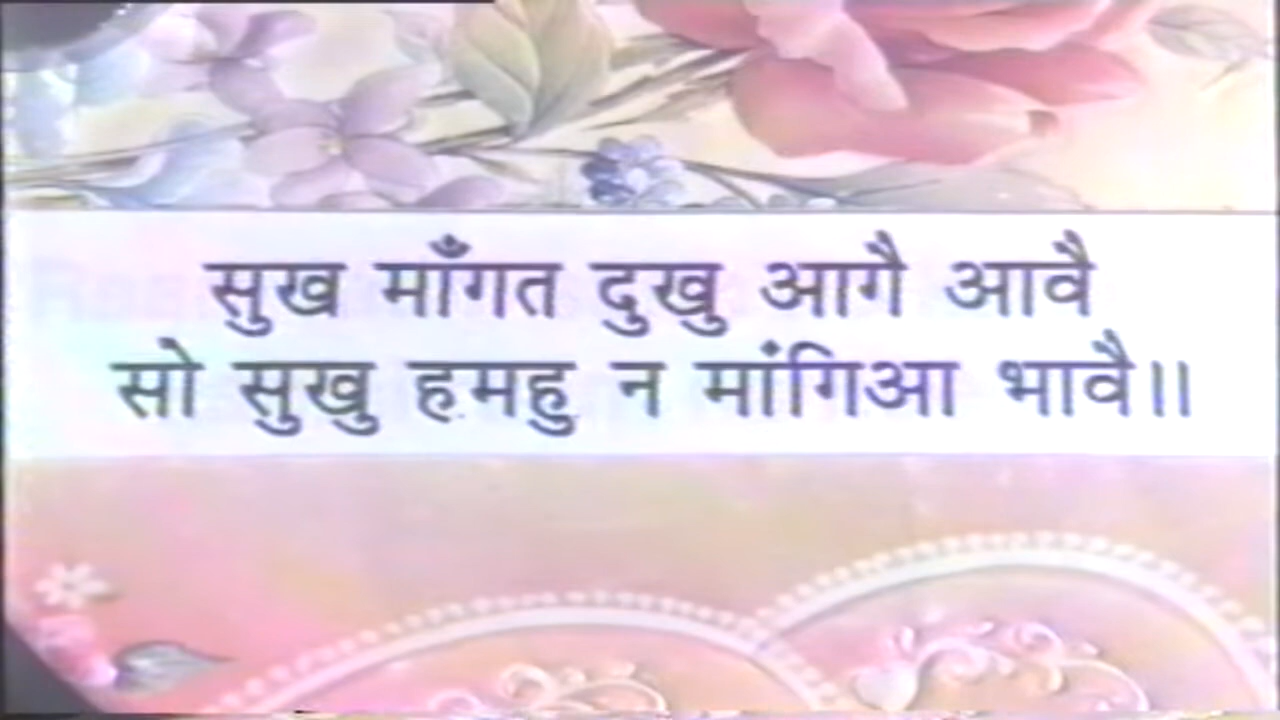 सुख माँगत दुखु आगै आवै
सो सुखु हमहु न मांगिआ भावै॥